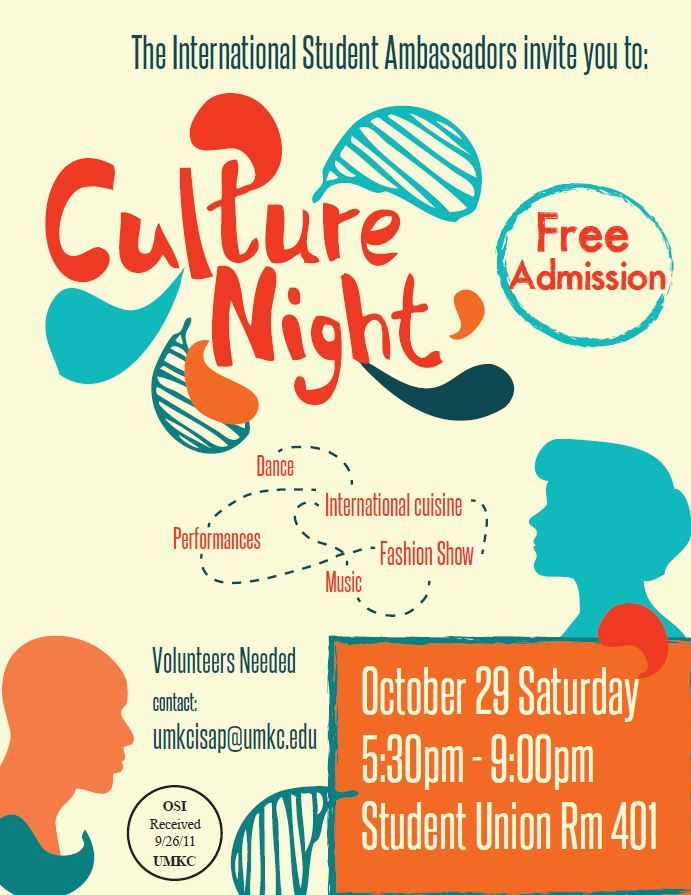 The International Student Ambassadors invite you to:
Culture
Night
Free
Admission
Dance
International cuisine
Performances
Fashion Show
Music
Volunteers Needed
contact:
umkcisap@umkc.edu
October 29 Saturday
5:30pm - 9:00pm
Student Union Rm 401
OSI
Received
9/26/11
UMKC